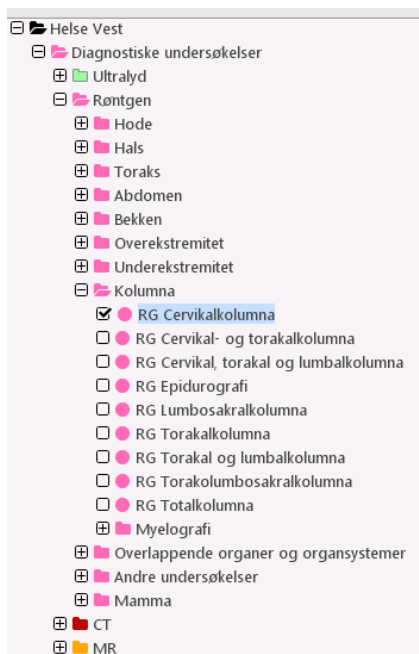 Helse Vest
Diagnostiske undersøkelser
Ultralyd
Røntgen
Hode
Hals
Toraks
Abdomen
Bekken
Overekstremitet
Underekstremitet
Kolumna
RG Cervikalkolumna
RG Cervikal- og torakalkolumna
RG Cervikal, torakal og lumbalkolumna
RG Epidurografi
RG Lumbosakralkolumna
RG Torakalkolumna
RG Torakal og lumbalkolumna
RG Torakolumbosakralkolumna
RG Totalkolumna
Myelografi
Overlappende organer og organsystemer
Andre undersøkelser
Mamma
CT
MR